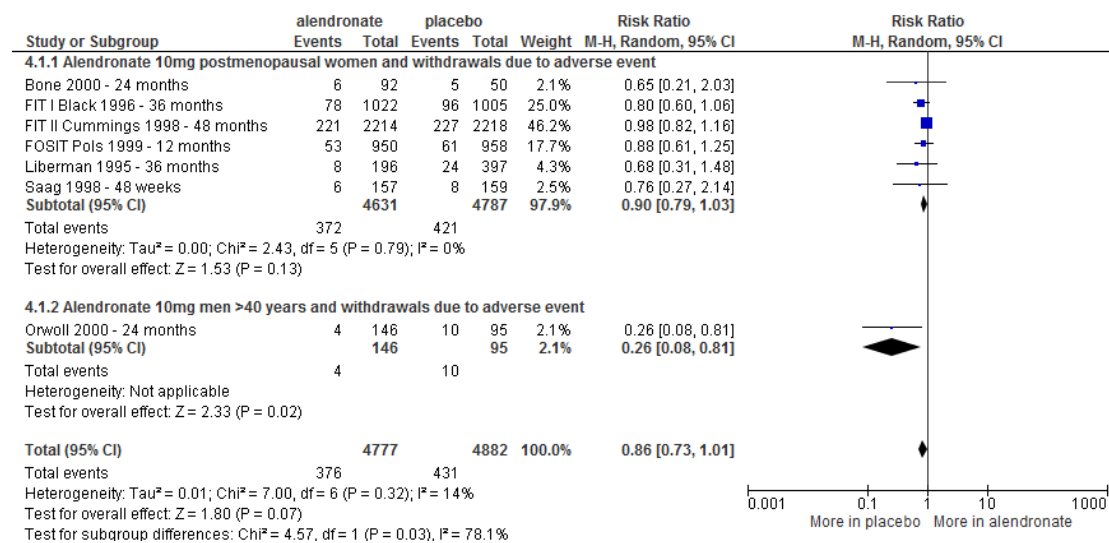 alendronate placebo Risk Ratio Risk Ratio
Study or Subgroup Events Total Events Total Weight M-H, Random, 95% CI M-H, Random, 95% CI
4.1.1 Alendronate 10mg postmenopausal women and withdrawals due to adverse event
Bone 2000 - 24 months 6 92 5 50 2.1% 0.65 [0.21, 2.03]
FIT I Black 1996 - 36 months 78 1022 96 1005 25.0% 0.80 [0.60, 1.06]
FIT II Cummings 1998 - 48 months 221 2214 227 2218 46.2% 0.98 [0.82, 1.16]
FOSIT Pols 1999 - 12 months 53 950 61 958 17.7% 0.88 [0.61, 1.25]
Liberman 1995 - 36 months 8 196 24 397 4.3% 0.68 [0.31, 1.48]
Saag 1998 - 48 weeks 6 157 8 159 2.5% 0.76 [0.27, 2.14]
Subtotal (95% CI) 4631 4787 97.9% 0.90 [0.79, 1.03]
Total events 372 421
Heterogeneity: Tau² = 0.00; Chi² = 2.43, df = 5 (P = 0.79); I² = 0%
Test for overall effect: Z = 1.53 (P = 0.13)
4.1.2 Alendronate 10mg men >40 years and withdrawals due to adverse event
Orwoll 2000 - 24 months 4 146 10 95 2.1% 0.26 [0.08, 0.81]
Subtotal (95% CI) 146 95 2.1% 0.26 [0.08, 0.81]
Total events 4 10
Heterogeneity: Not applicable
Test for overall effect: Z = 2.33 (P = 0.02)
Total (95% CI) 4777 4882 100.0% 0.86 [0.73, 1.01]
Total events 376 431
Heterogeneity: Tau² = 0.01; Chi² = 7.00, df = 6 (P = 0.32); I² = 14%
Test for overall effect: Z = 1.80 (P = 0.07)
Test for subgroup differences: Chi² = 4.57, df = 1 (P = 0.03), I² = 78.1%
0.001 0.1 1 10 1000
More in placebo More in alendronate